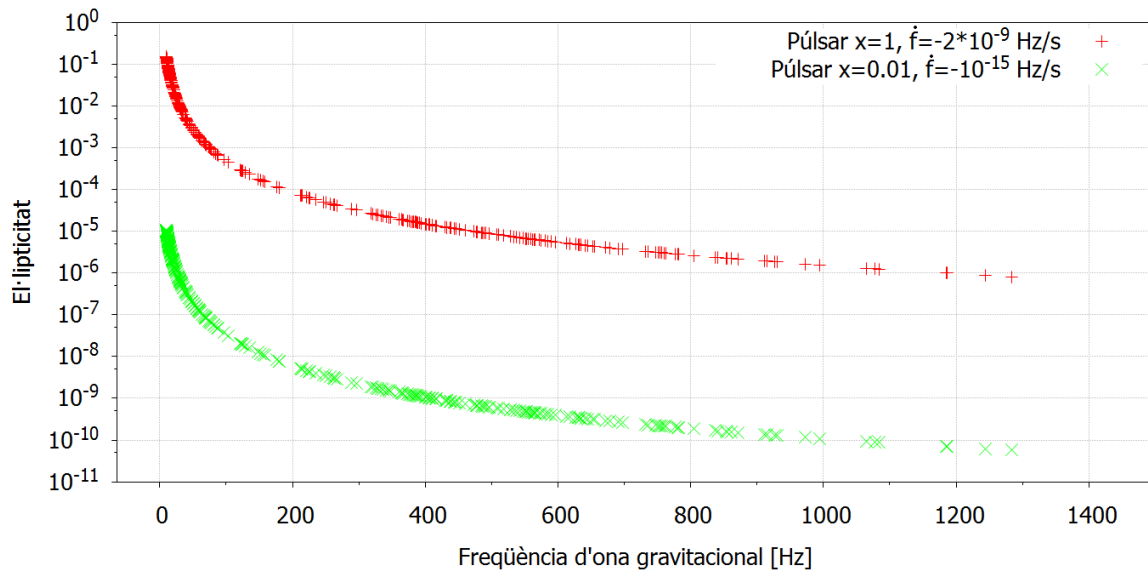 Púlsar x=1, ḟ=-2*10⁻⁹ Hz/s
Púlsar x=0.01, ḟ=-10⁻¹⁵ Hz/s
10⁰
10⁻¹
10⁻²
10⁻³
10⁻⁴
10⁻⁵
10⁻⁶
10⁻⁷
10⁻⁸
10⁻⁹
10⁻¹⁰
10⁻¹¹
El·lipticitat
0 200 400 600 800 1000 1200 1400
Freqüència d'ona gravitacional [Hz]